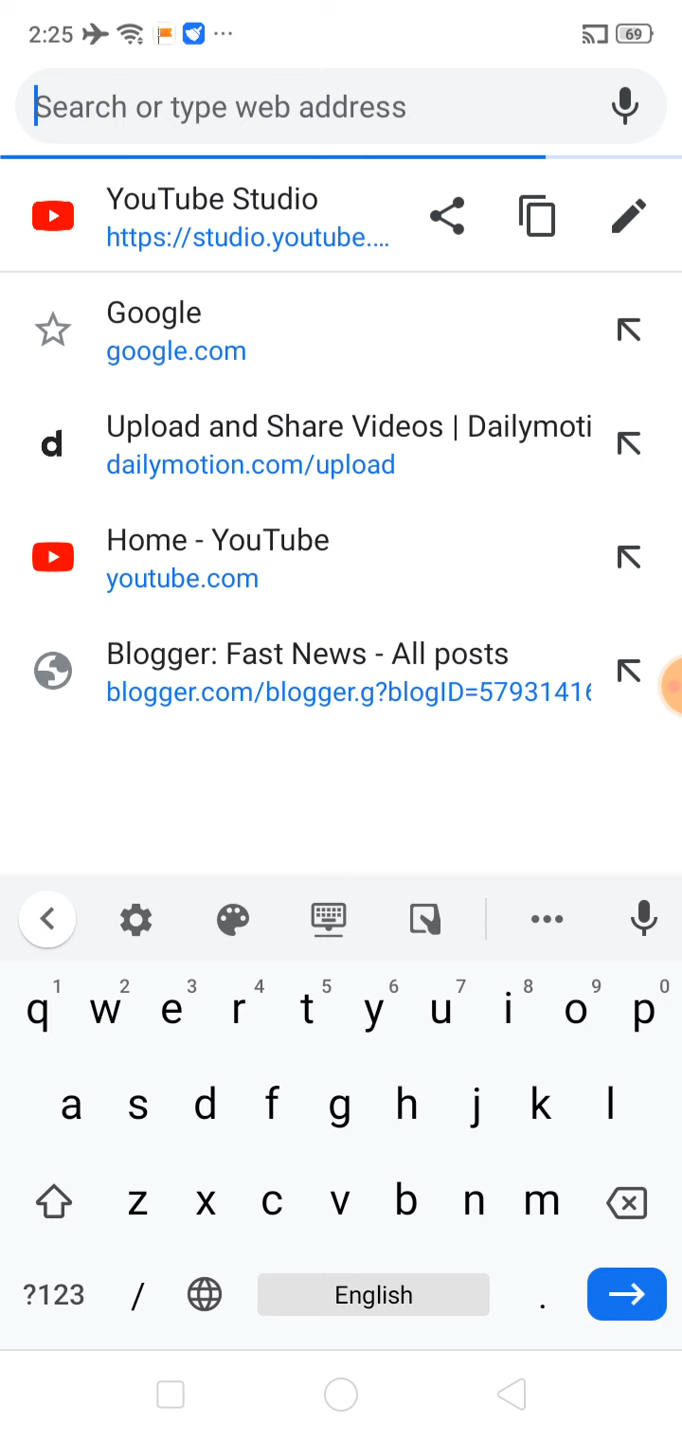 2:25 69
Search or type web address
YouTube Studio
https://studio.youtube....
Google
google.com
d Upload and Share Videos | Dailymoti
dailymotion.com/upload
Home - YouTube
youtube.com
Blogger: Fast News - All posts
blogger.com/blogger.g?blogID=57931416
1 2 3 4 5 6 7 8 9 0
q w e r t y u i o p
a s d f g h j k l
z x c v b n m
?123 / English .